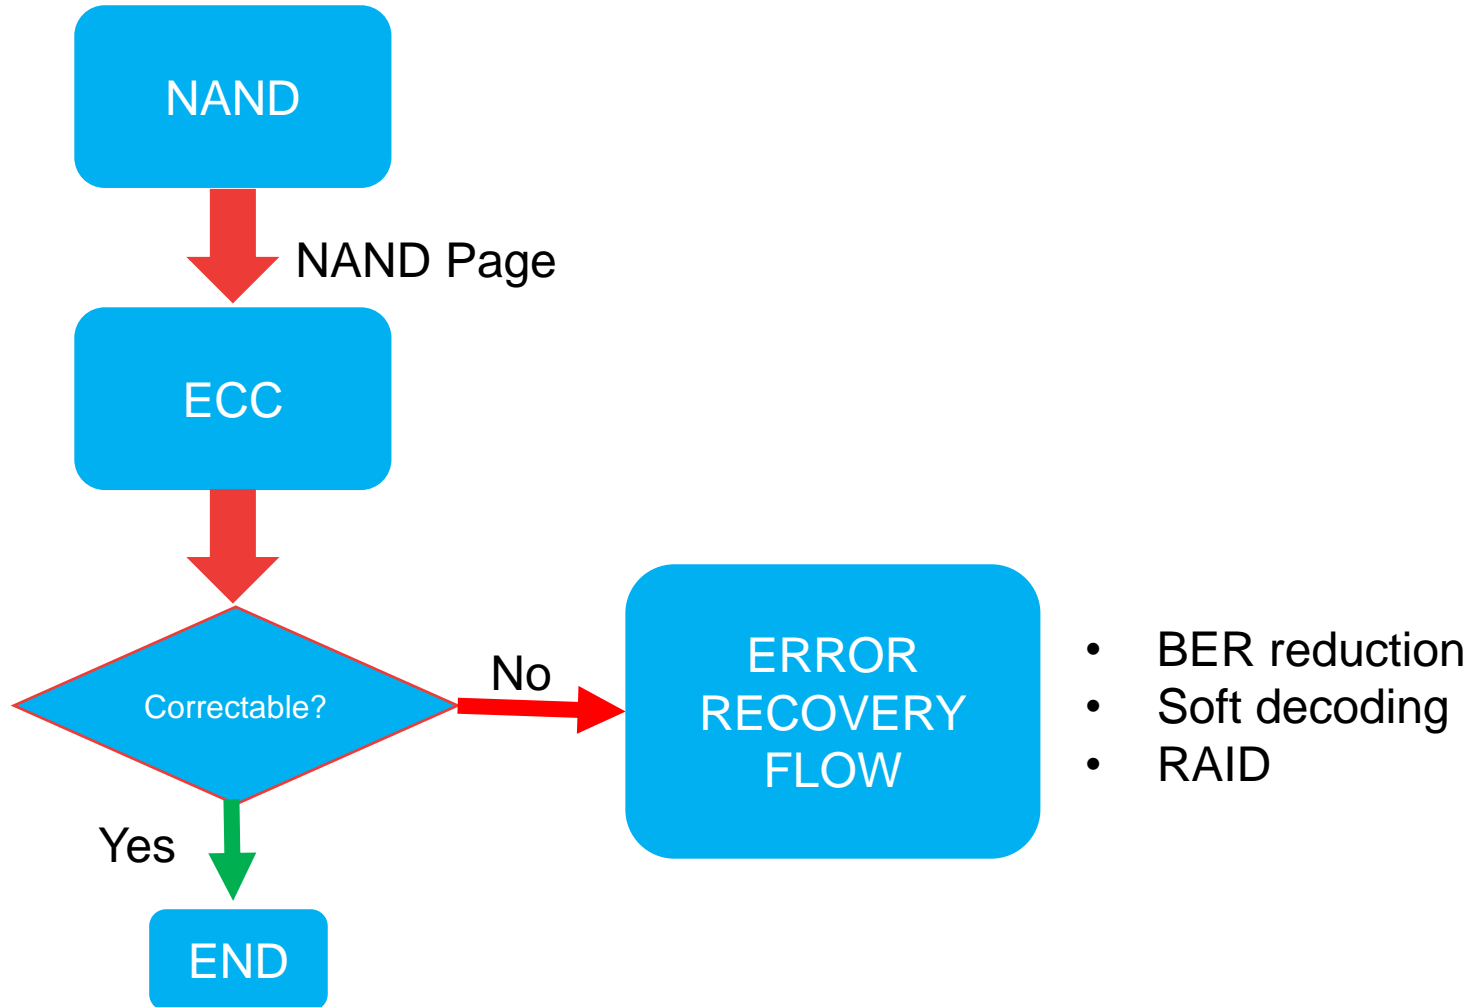 NAND
NAND Page
ECC
Correctable?
No
ERROR
RECOVERY
FLOW
• BER reduction
• Soft decoding
• RAID
Yes
END